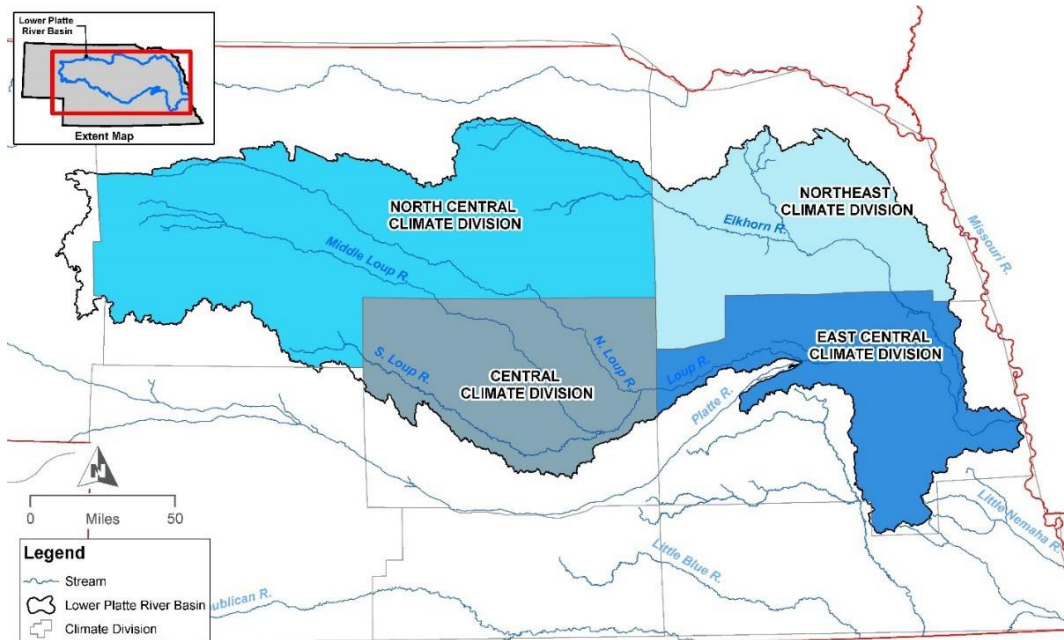 Lower Platte
River Basin
Extent Map
NORTH CENTRAL
CLIMATE DIVISION
NORTHEAST
CLIMATE DIVISION
Elkhorn R.
Missouri R.
Middle Loup R.
EAST CENTRAL
CLIMATE DIVISION
N. Loup R.
Loup R.
S. Loup R.
CENTRAL
CLIMATE DIVISION
Platte R.
N
0 50
Miles
Little Nemaha R.
Little Blue R.
Legend
Stream
Lower Platte River Basin
Climate Division
publican R.